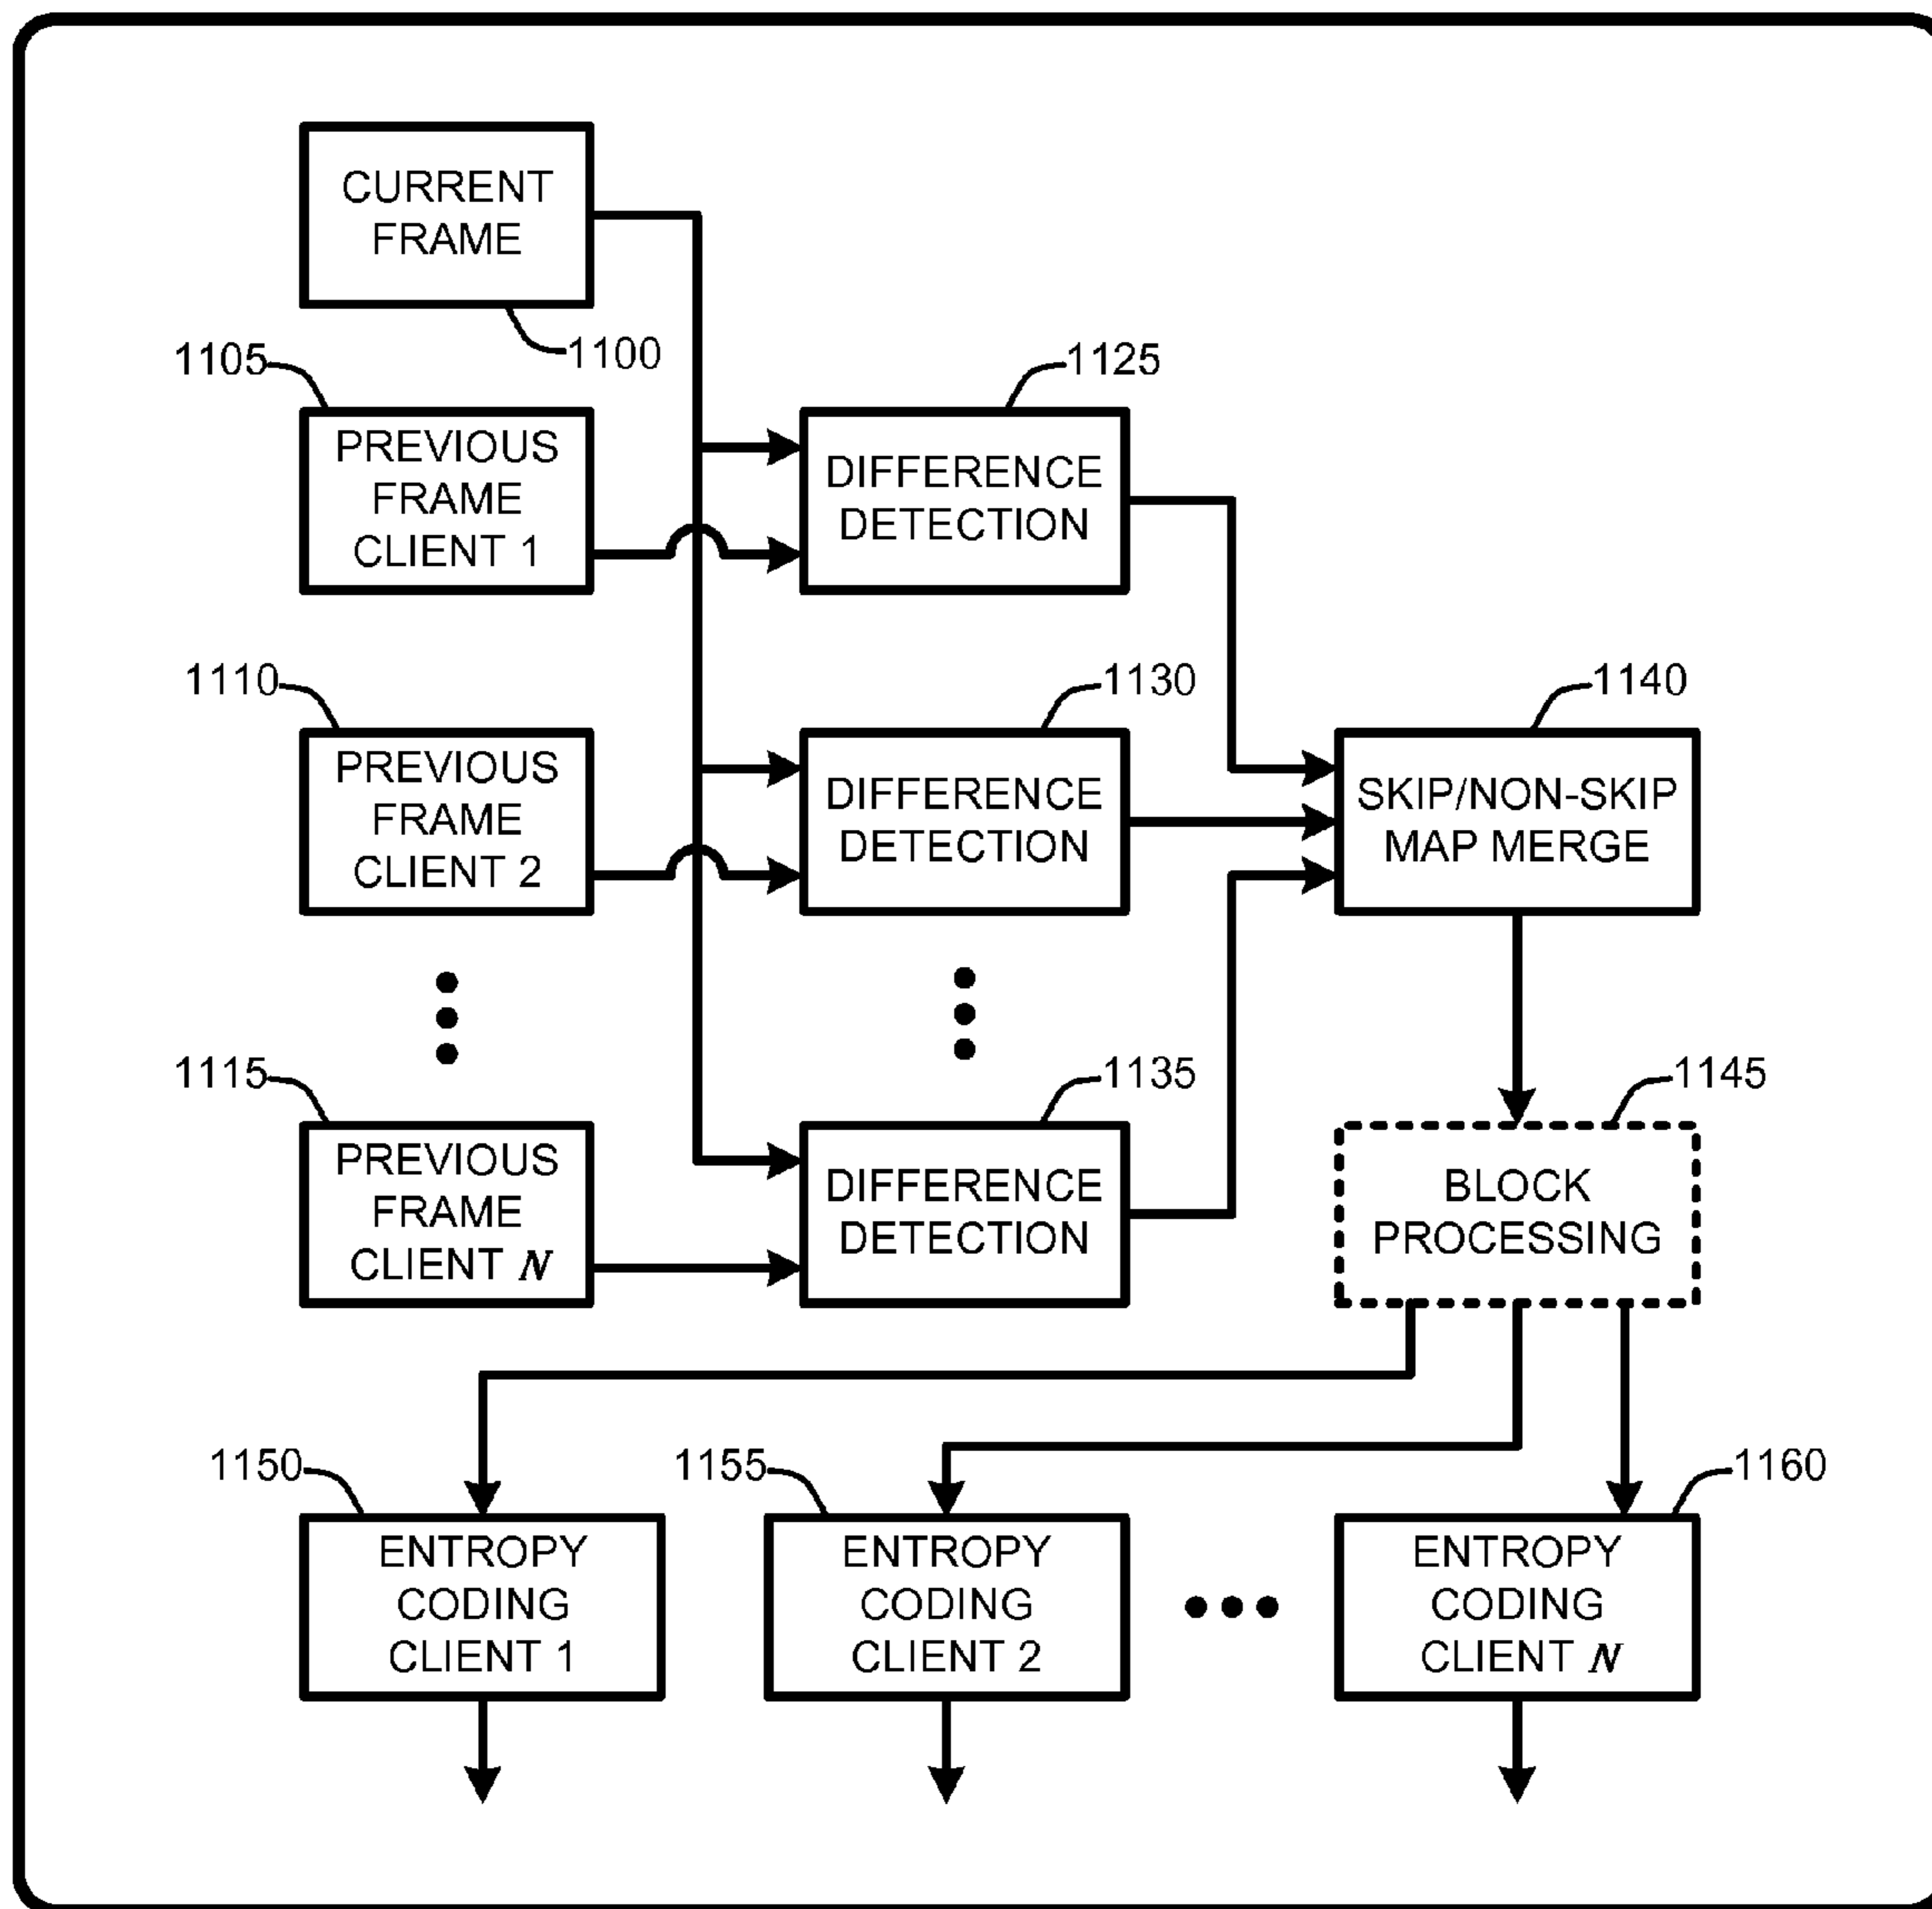 CURRENT
FRAME
1100
1105
PREVIOUS
FRAME
CLIENT 1
1125
DIFFERENCE
DETECTION
1110
PREVIOUS
FRAME
CLIENT 2
1130
DIFFERENCE
DETECTION
1140
SKIP/NON-SKIP
MAP MERGE
1115
PREVIOUS
FRAME
CLIENT N
1135
DIFFERENCE
DETECTION
1145
BLOCK
PROCESSING
1150
ENTROPY
CODING
CLIENT 1
1155
ENTROPY
CODING
CLIENT 2
1160
ENTROPY
CODING
CLIENT N